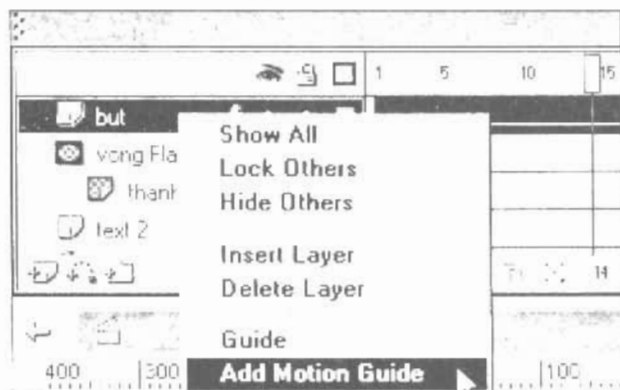 1 5 10 15
but
Show All
vong Fla
Lock Others
thanh
Hide Others
text 2
Insert Layer
Delete Layer
14
Guide
Add Motion Guide
400 300 100